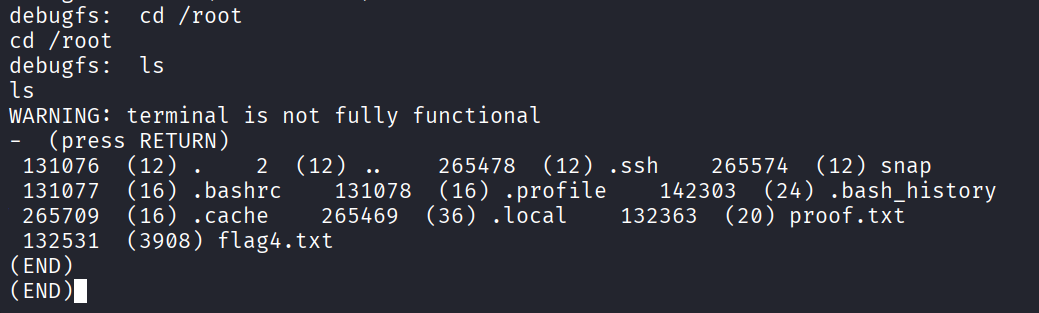 debugfs:  cd /root
cd /root
debugfs:  ls
ls
WARNING: terminal is not fully functional
-  (press RETURN)
 131076  (12) .    2  (12) ..    265478  (12) .ssh    265574  (12) snap
 131077  (16) .bashrc    131078  (16) .profile    142303  (24) .bash_history
 265709  (16) .cache    265469  (36) .local    132363  (20) proof.txt
 132531  (3908) flag4.txt
(END)
(END)